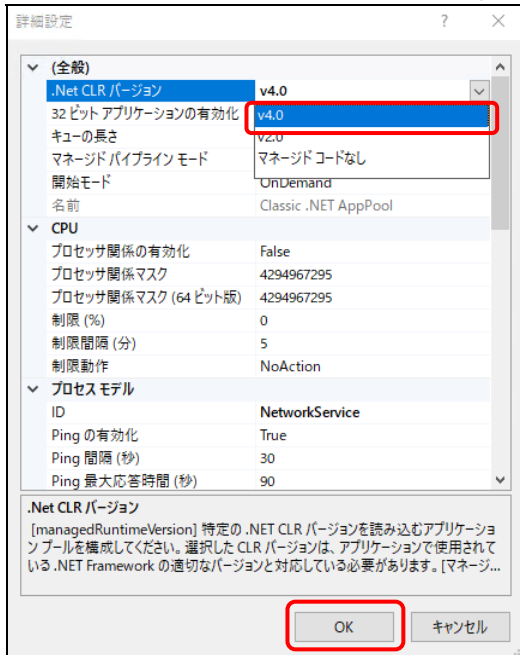 詳細設定 ? ×
(全般)
.Net CLR バージョン v4.0
32 ビット アプリケーションの有効化 v4.0
キューの長さ v2.0
マネージド パイプライン モード マネージド コードなし
開始モード OnDemand
名前 Classic .NET AppPool
CPU
プロセッサ関係の有効化 False
プロセッサ関係マスク 4294967295
プロセッサ関係マスク (64 ビット版) 4294967295
制限 (%) 0
制限間隔 (分) 5
制限動作 NoAction
プロセス モデル
ID NetworkService
Ping の有効化 True
Ping 間隔 (秒) 30
Ping 最大応答時間 (秒) 90
.Net CLR バージョン
[managedRuntimeVersion] 特定の .NET CLR バージョンを読み込むアプリケーショ
ン プールを構成してください。選択した CLR バージョンは、アプリケーションで使用されて
いる .NET Framework の適切なバージョンと対応している必要があります。[マネージ...
OK キャンセル